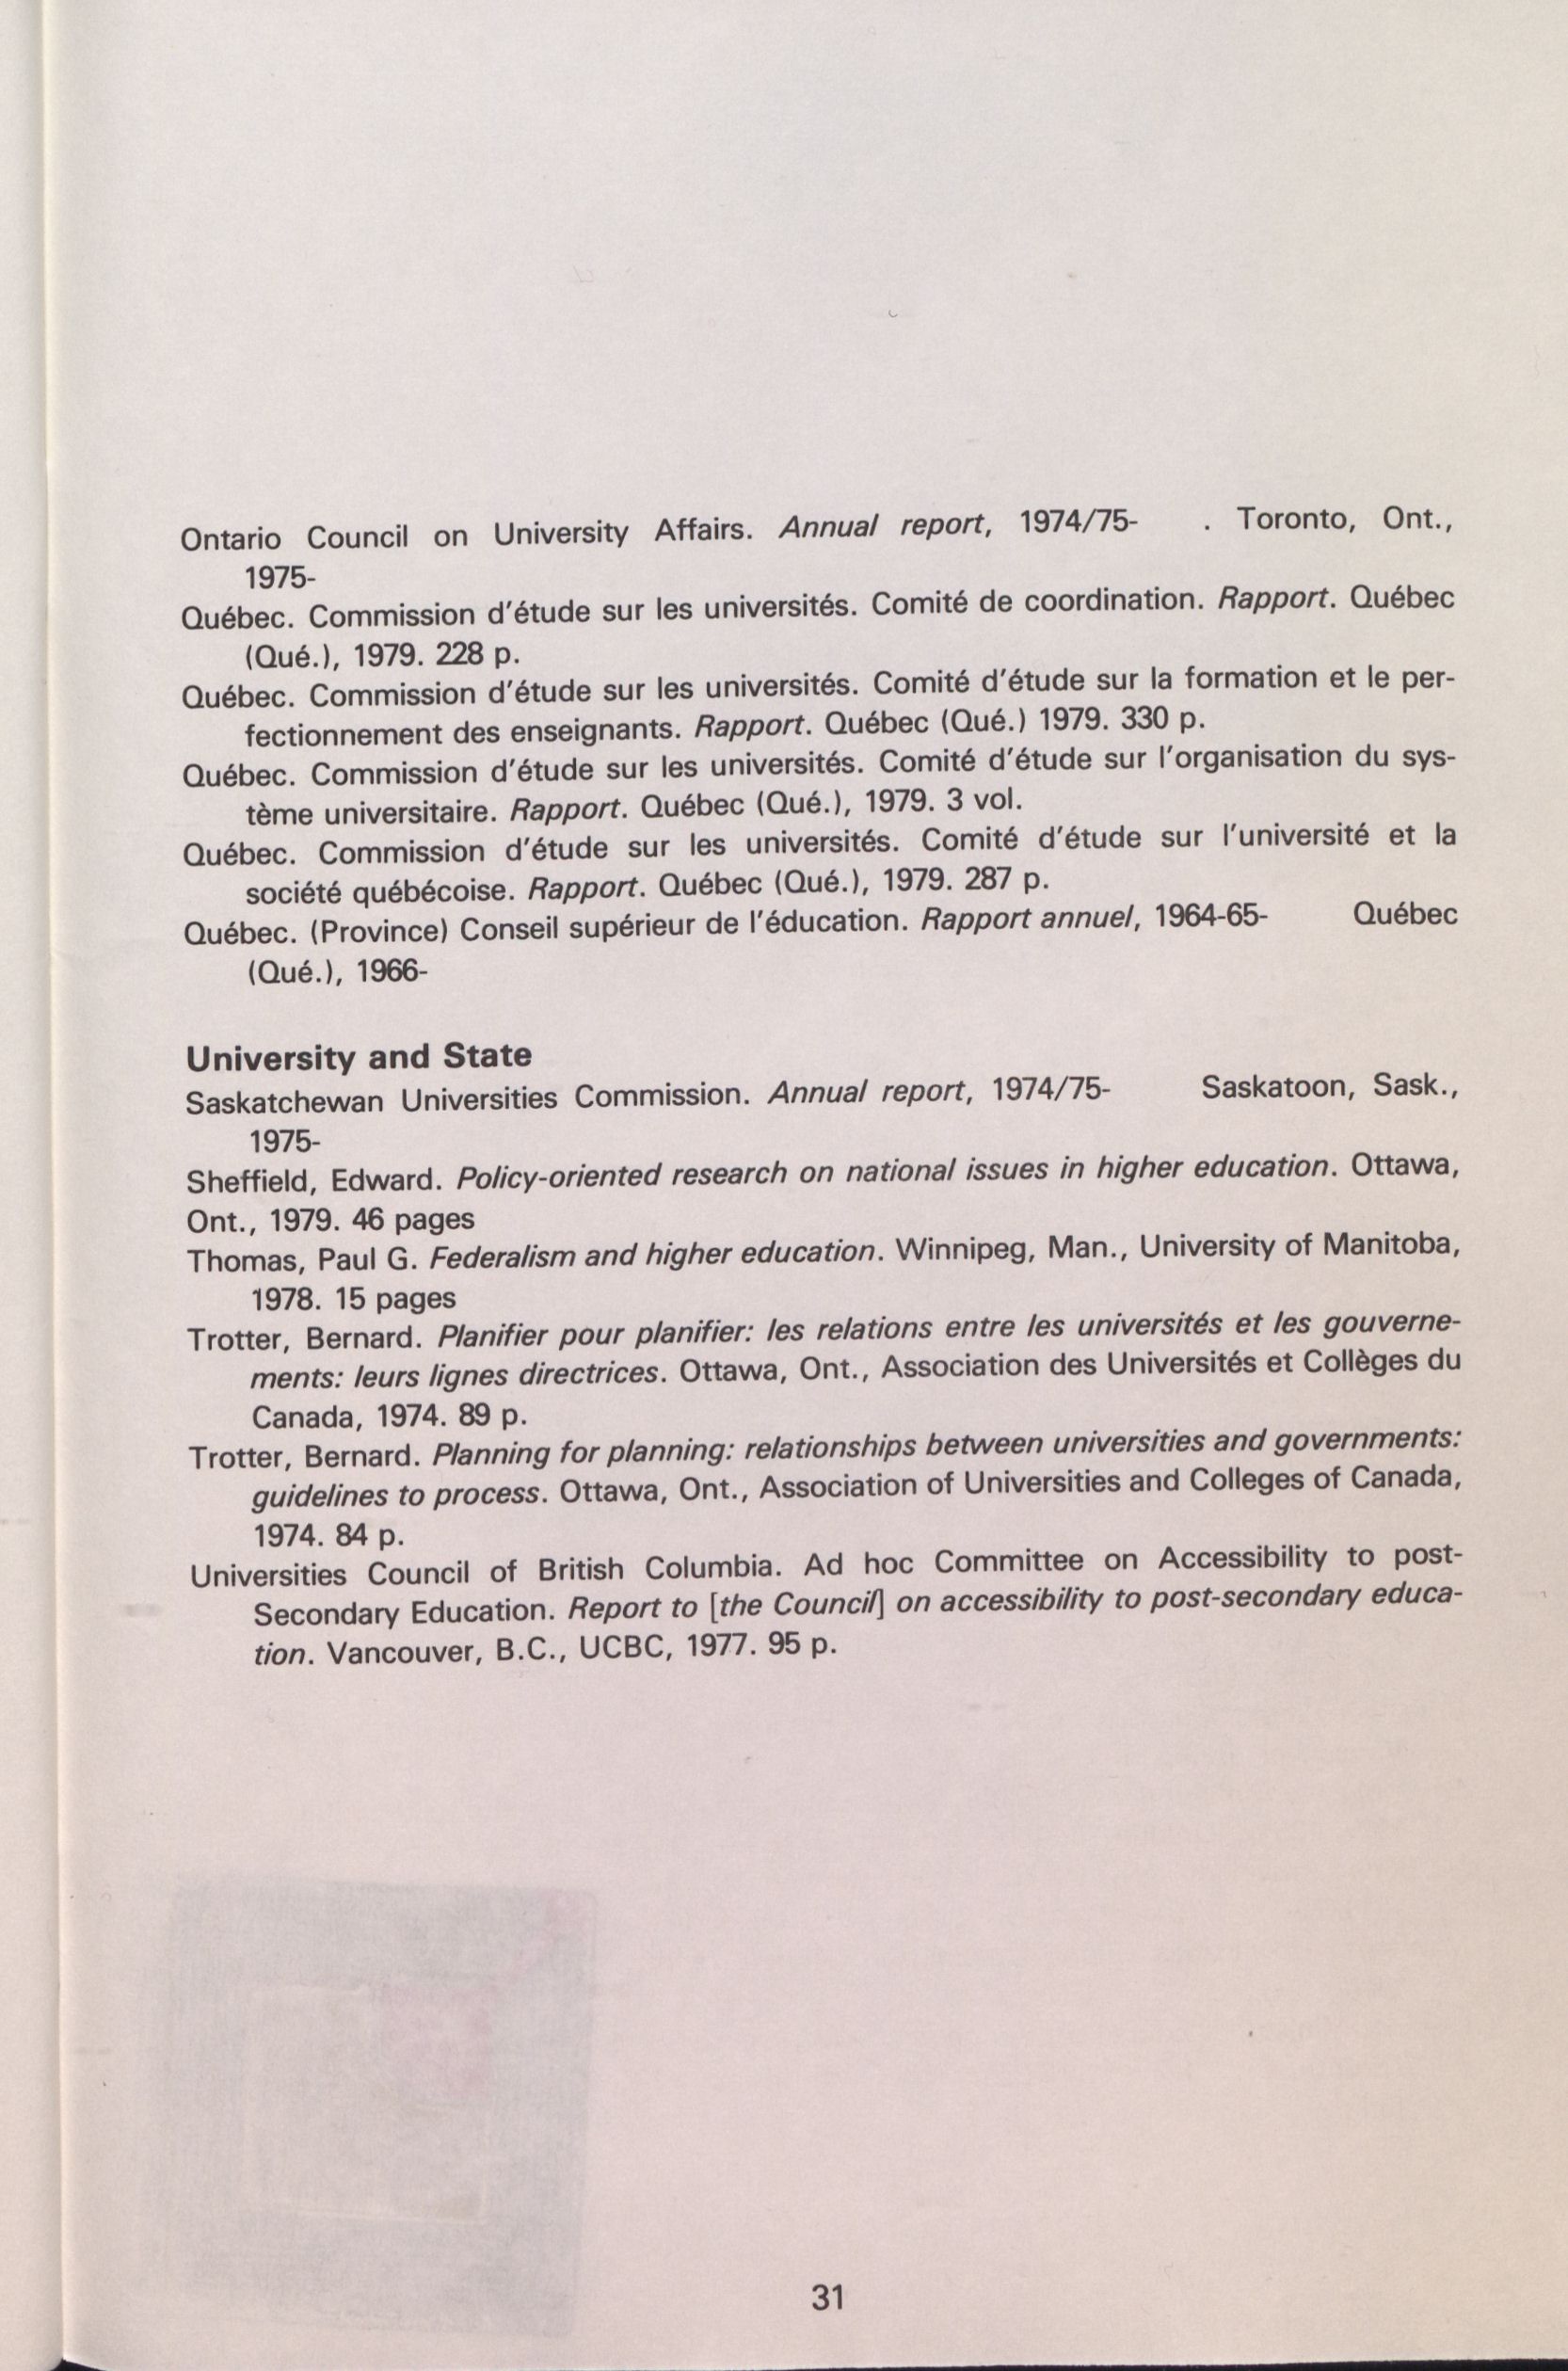 Ontario Council on University Affairs. Annual report, 1974/75- . Toronto, Ont.,
1975-
Québec. Commission d'étude sur les universités. Comité de coordination. Rapport. Québec
(Qué.), 1979. 228 p.
Québec. Commission d'étude sur les universités. Comité d'étude sur la formation et le per-
fectionnement des enseignants. Rapport. Québec (Qué.) 1979. 330 p.
Québec. Commission d'étude sur les universités. Comité d'étude sur l'organisation du sys-
tème universitaire. Rapport. Québec (Qué.), 1979. 3 vol.
Québec. Commission d'étude sur les universités. Comité d'étude sur l'université et la
société québécoise. Rapport. Québec (Qué.), 1979. 287 p.
Québec. (Province) Conseil supérieur de l'éducation. Rapport annuel, 1964-65- Québec
(Qué.), 1966-
University and State
Saskatchewan Universities Commission. Annual report, 1974/75- Saskatoon, Sask.,
1975-
Sheffield, Edward. Policy-oriented research on national issues in higher education. Ottawa,
Ont., 1979. 46 pages
Thomas, Paul G. Federalism and higher education. Winnipeg, Man., University of Manitoba,
1978. 15 pages
Trotter, Bernard. Planifier pour planifier: les relations entre les universités et les gouverne-
ments: leurs lignes directrices. Ottawa, Ont., Association des Universités et Collèges du
Canada, 1974. 89 p.
Trotter, Bernard. Planning for planning: relationships between universities and governments:
guidelines to process. Ottawa, Ont., Association of Universities and Colleges of Canada,
1974. 84 p.
Universities Council of British Columbia. Ad hoc Committee on Accessibility to post-
Secondary Education. Report to [the Council] on accessibility to post-secondary educa-
tion. Vancouver, B.C., UCBC, 1977. 95 p.
31